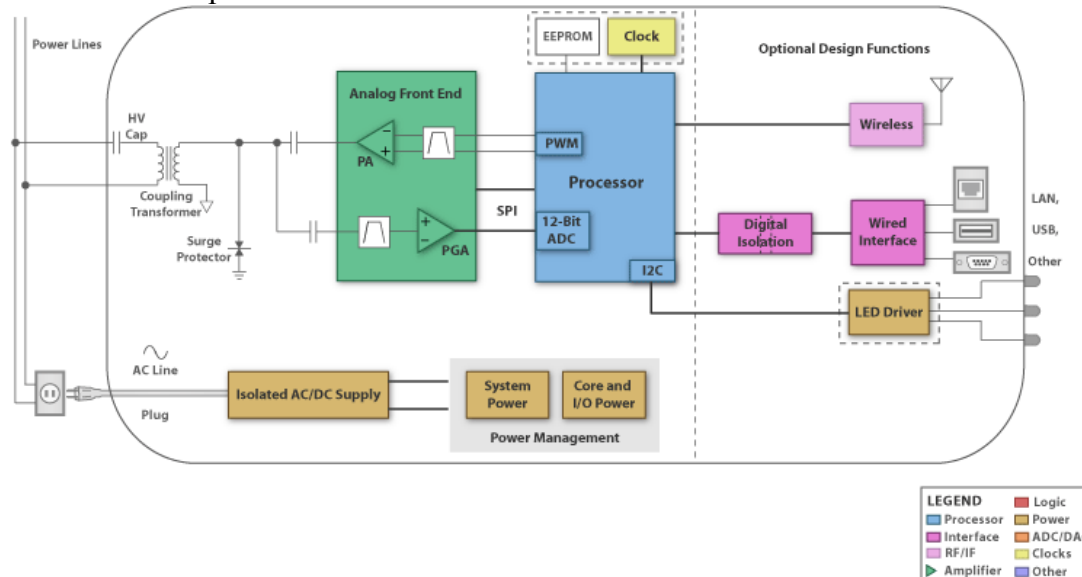 Power Lines
EEPROM
Clock
Optional Design Functions
Analog Front End
HV
Cap
PA
PWM
Wireless
Processor
Coupling
Transformer
SPI
12-Bit
ADC
PGA
Surge
Protector
Digital
Isolation
Wired
Interface
LAN,
USB,
Other
I2C
LED Driver
AC Line
Plug
Isolated AC/DC Supply
System
Power
Core and
I/O Power
Power Management
LEGEND
Processor
Interface
RF/IF
Amplifier
Logic
Power
ADC/DA
Clocks
Other